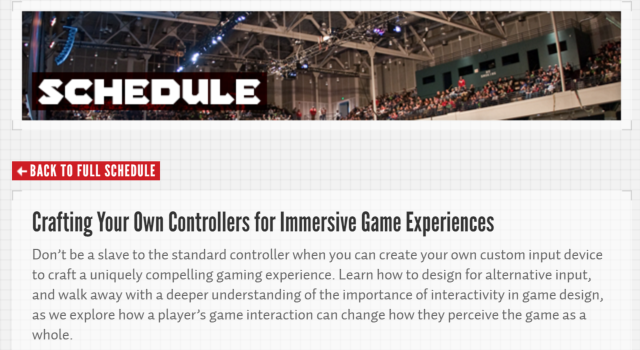 SCHEDULE
←BACK TO FULL SCHEDULE
Crafting Your Own Controllers for Immersive Game Experiences
Don't be a slave to the standard controller when you can create your own custom input device
to craft a uniquely compelling gaming experience. Learn how to design for alternative input,
and walk away with a deeper understanding of the importance of interactivity in game design,
as we explore how a player's game interaction can change how they perceive the game as a
whole.